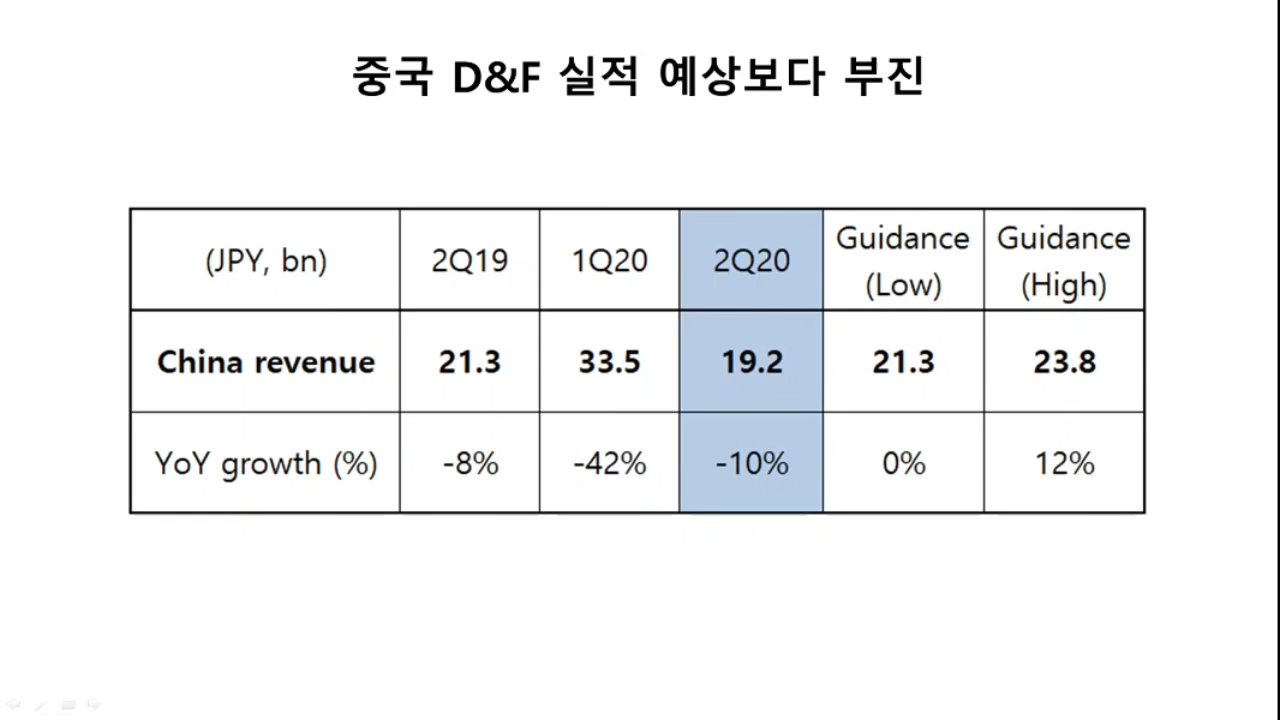 중국 D&F 실적 예상보다 부진
(JPY, bn) 2Q19 1Q20 2Q20 Guidance (Low) Guidance (High)
China revenue 21.3 33.5 19.2 21.3 23.8
YoY growth (%) -8% -42% -10% 0% 12%